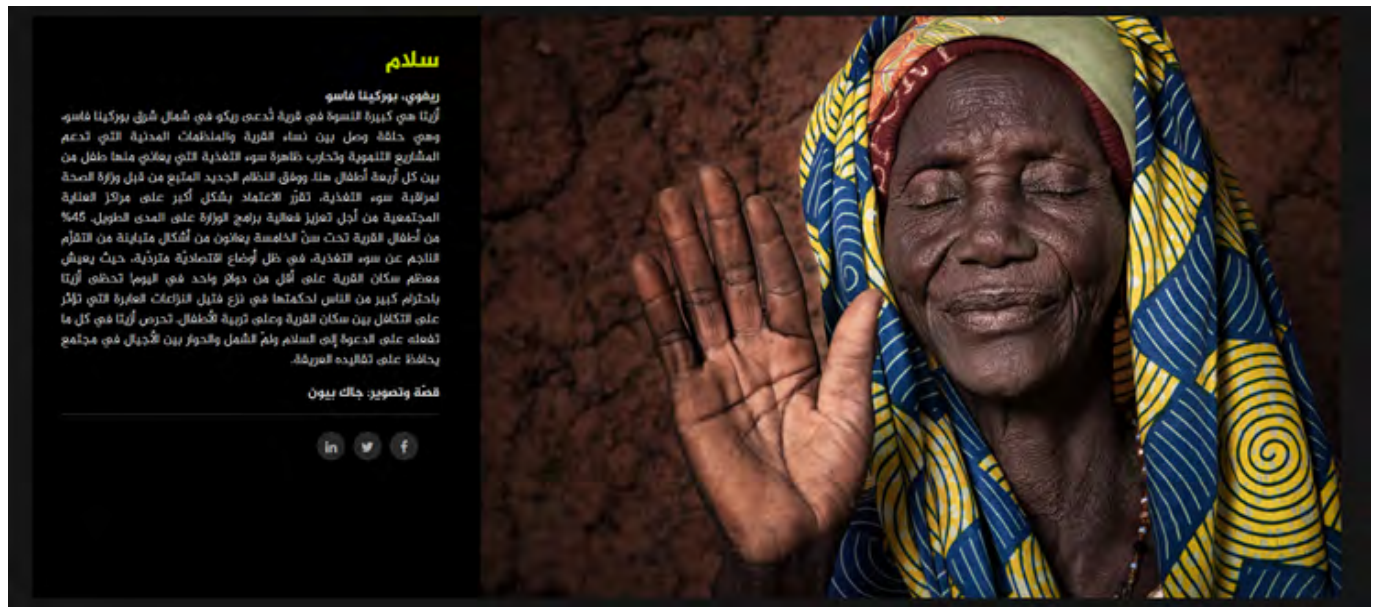 سلام
ريغوي، بوركينا فاسو
أزيتا هي كبيرة النسوة في قرية تُدعى ريكو في شمال شرق بوركينا فاسو،
وهي حلقة وصل بين نساء القرية والمنظمات المدنية التي تدعم
المشاريع التنموية وتحارب ظاهرة سوء التغذية التي يعاني منها طفل من
بين كل أربعة أطفال هنا. ووفق النظام الجديد المتبع من قبل وزارة الصحة
لمراقبة سوء التغذية، تقرّر الاعتماد بشكل أكبر على مراكز العناية
المجتمعية من أجل تعزيز فعالية برامج الوزارة على المدى الطويل. 45%
من أطفال القرية تحت سنّ الخامسة يعانون من أشكال متباينة من التقزّم
الناجم عن سوء التغذية، في ظل أوضاع اقتصاديّة متردّية، حيث يعيش
معظم سكان القرية على أقل من دولار واحد في اليوم! تحظى أزيتا
باحترام كبير من الناس لحكمتها في نزع فتيل النزاعات العابرة التي تؤثر
على التكافل بين سكان القرية وعلى تربية الأطفال. تحرص أزيتا في كل ما
تفعله على الدعوة إلى السلام ولمّ الشمل والحوار بين الأجيال في مجتمع
يحافظ على تقاليده العريقة.
قصّة وتصوير: جاك بيون
in
f